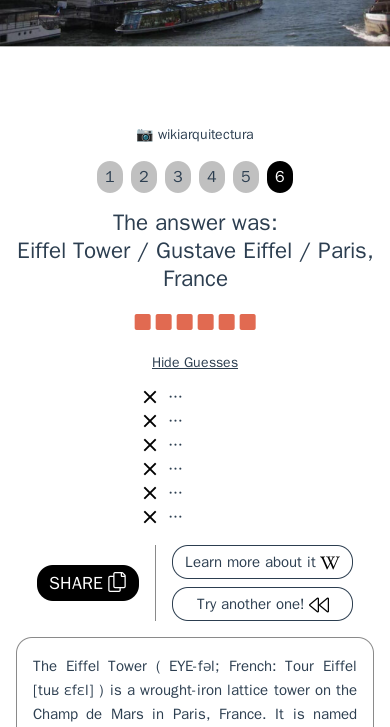 📷 wikiarquitectura
1 2 3 4 5 6
The answer was:
Eiffel Tower / Gustave Eiffel / Paris,
France
Hide Guesses
✕ ...
✕ ...
✕ ...
✕ ...
✕ ...
✕ ...
Learn more about it W
SHARE
Try another one!
The Eiffel Tower ( EYE-fəl; French: Tour Eiffel
[tuʁ ɛfɛl] ) is a wrought-iron lattice tower on the
Champ de Mars in Paris, France. It is named